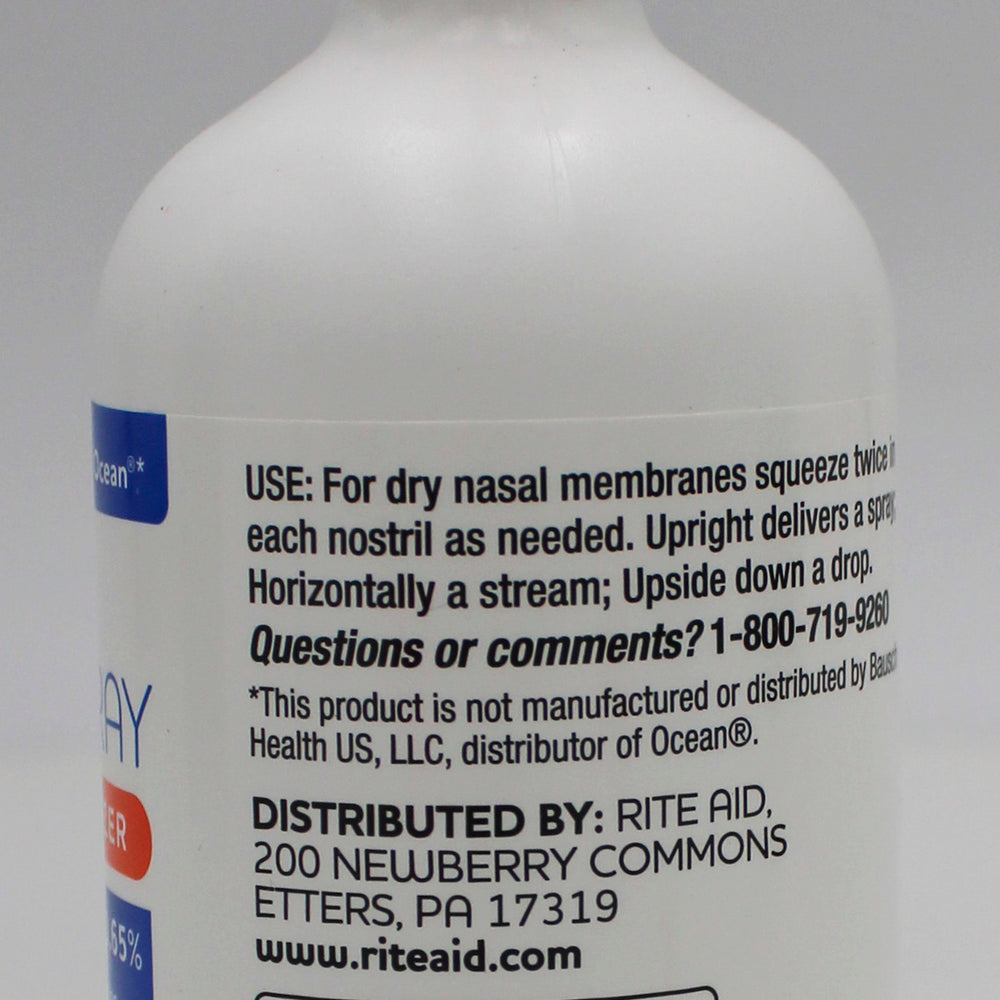 Ocean®*
USE: For dry nasal membranes squeeze twice in
each nostril as needed. Upright delivers a spray;
Horizontally a stream; Upside down a drop.
Questions or comments? 1-800-719-9260
*This product is not manufactured or distributed by Bausch
Health US, LLC, distributor of Ocean®.
DISTRIBUTED BY: RITE AID,
200 NEWBERRY COMMONS
ETTERS, PA 17319
www.riteaid.com